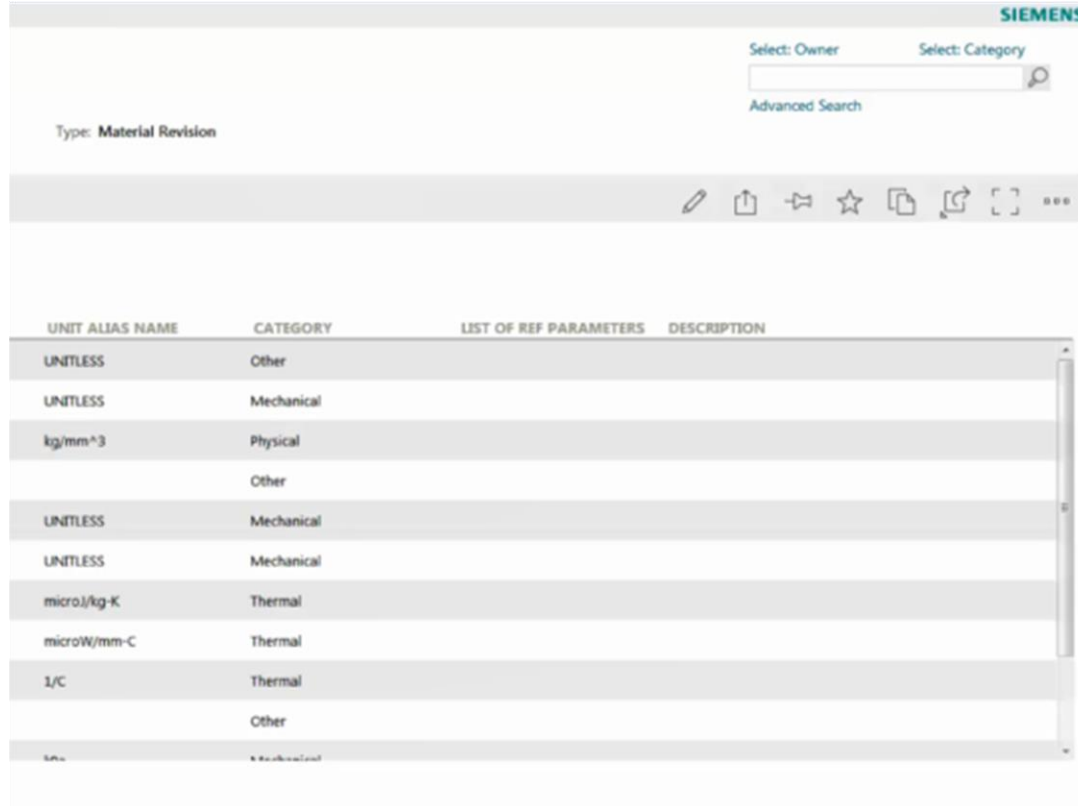 SIEMENS
Select: Owner Select: Category
Advanced Search
Type: Material Revision
UNIT ALIAS NAME CATEGORY LIST OF REF PARAMETERS DESCRIPTION
UNITLESS Other
UNITLESS Mechanical
kg/mm^3 Physical
Other
UNITLESS Mechanical
UNITLESS Mechanical
microJ/kg-K Thermal
microW/mm-C Thermal
1/C Thermal
Other
Mechanical